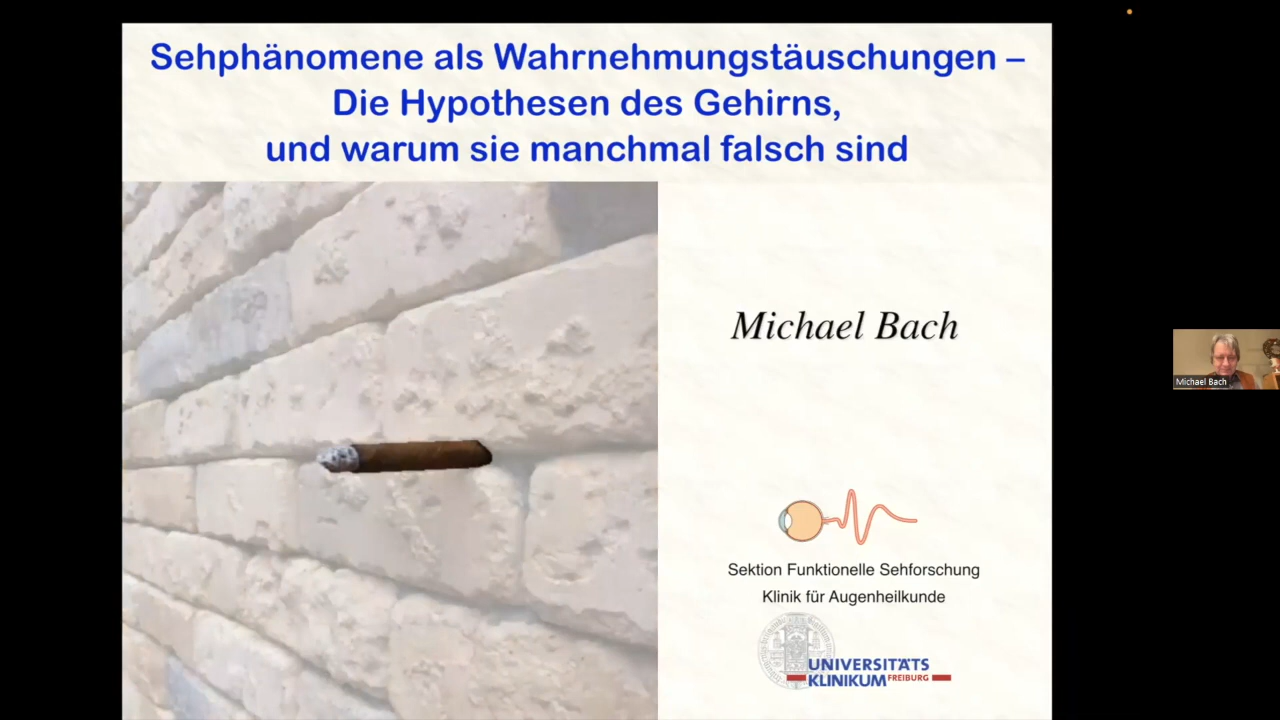 Sehphänomene als Wahrnehmungstäuschungen –
Die Hypothesen des Gehirns,
und warum sie manchmal falsch sind
Michael Bach
Michael Bach
Sektion Funktionelle Sehforschung
Klinik für Augenheilkunde
UNIVERSITÄTS
KLINIKUM FREIBURG